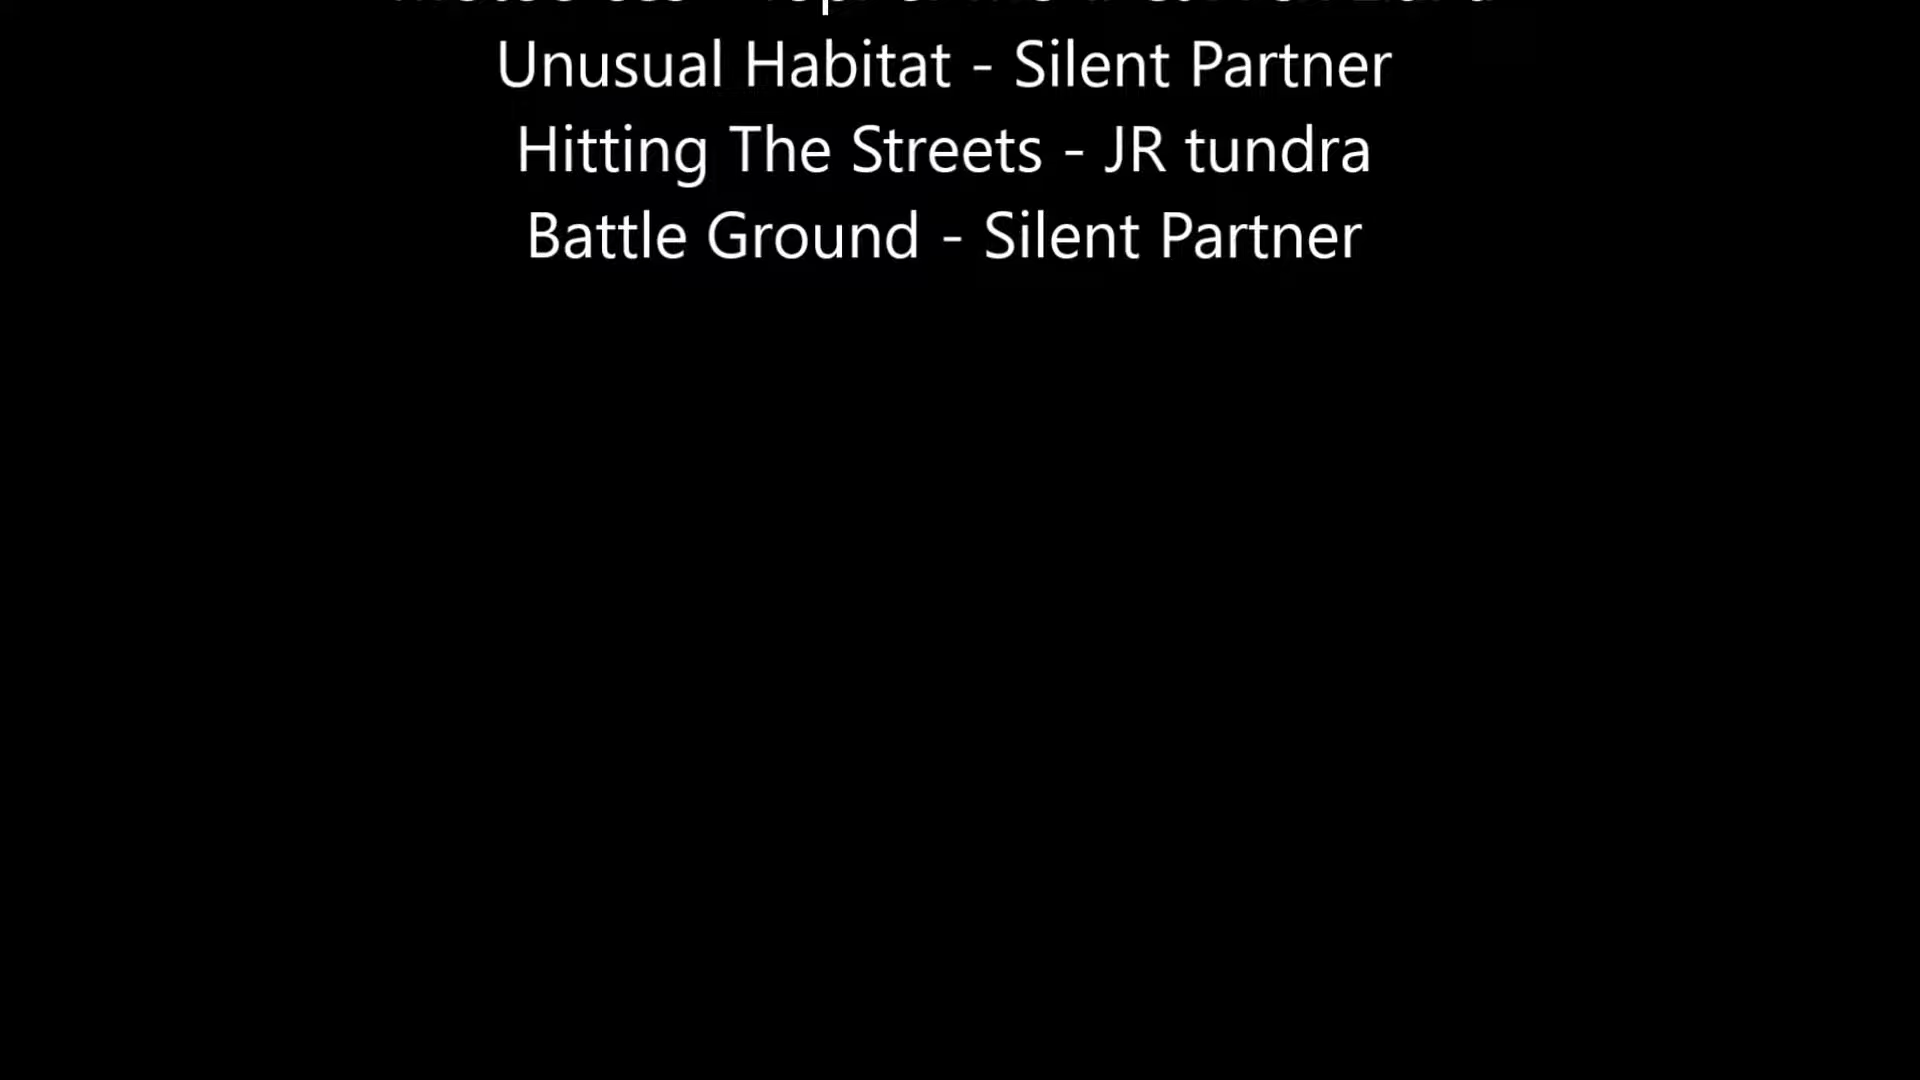 Unusual Habitat - Silent Partner
Hitting The Streets - JR tundra
Battle Ground - Silent Partner